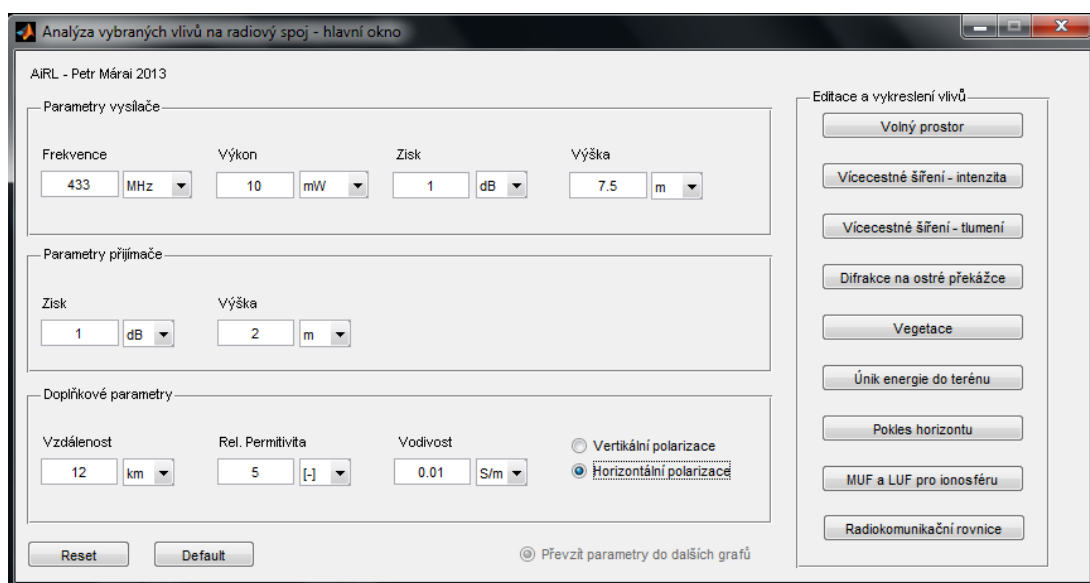 Analýza vybraných vlivů na radiový spoj - hlavní okno
AiRL - Petr Márai 2013
Parametry vysílače
Frekvence Výkon Zisk Výška
433 MHz 10 mW 1 dB 7.5 m
Parametry přijímače
Zisk Výška
1 dB 2 m
Doplňkové parametry
Vzdálenost Rel. Permitivita Vodivost
12 km 5 [-] 0.01 S/m
Vertikální polarizace
Horizontální polarizace
Reset Default Převzít parametry do dalších grafů
Editace a vykreslení vlivů
Volný prostor
Vícecestné šíření - intenzita
Vícecestné šíření - tlumení
Difrakce na ostré překážce
Vegetace
Únik energie do terénu
Pokles horizontu
MUF a LUF pro ionosféru
Radiokomunikační rovnice